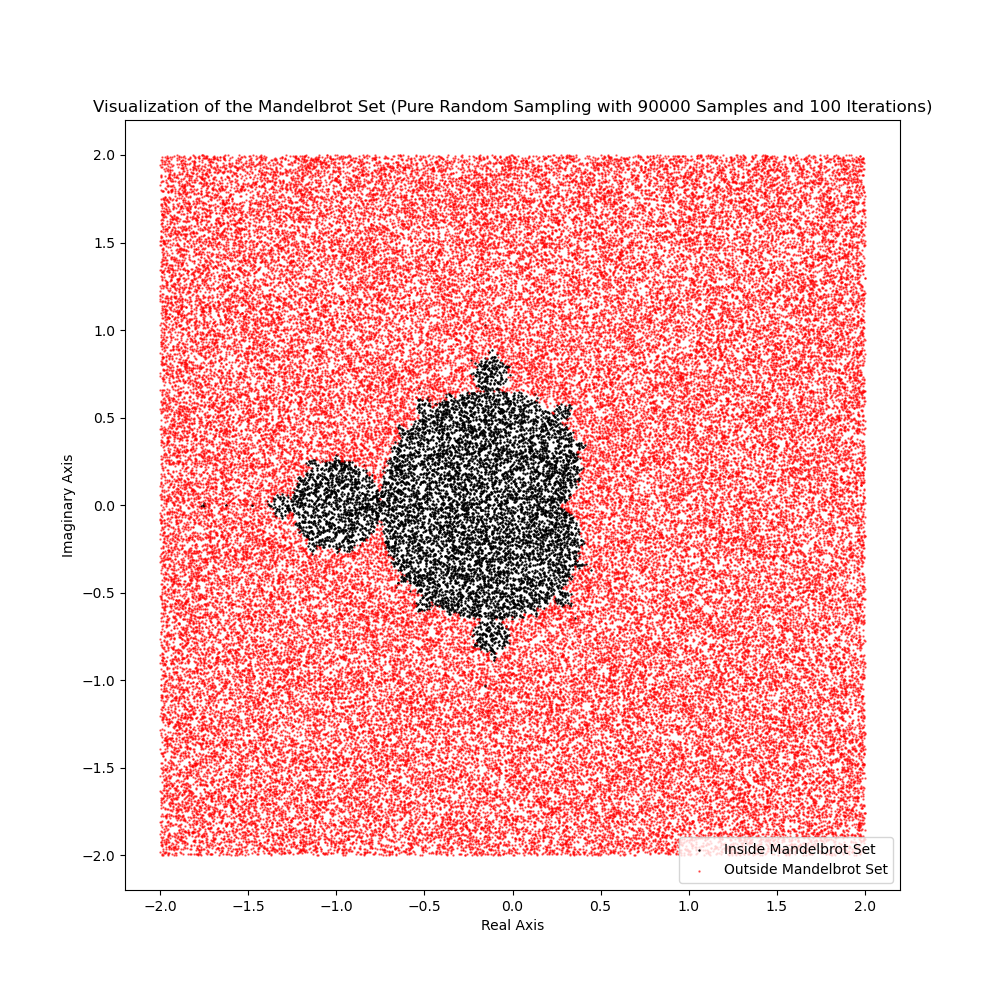 Visualization of the Mandelbrot Set (Pure Random Sampling with 90000 Samples and 100 Iterations)
2.0
1.5
1.0
0.5
0.0
−0.5
−1.0
−1.5
−2.0
Imaginary Axis
Inside Mandelbrot Set
Outside Mandelbrot Set
−2.0 −1.5 −1.0 −0.5 0.0 0.5 1.0 1.5 2.0
Real Axis